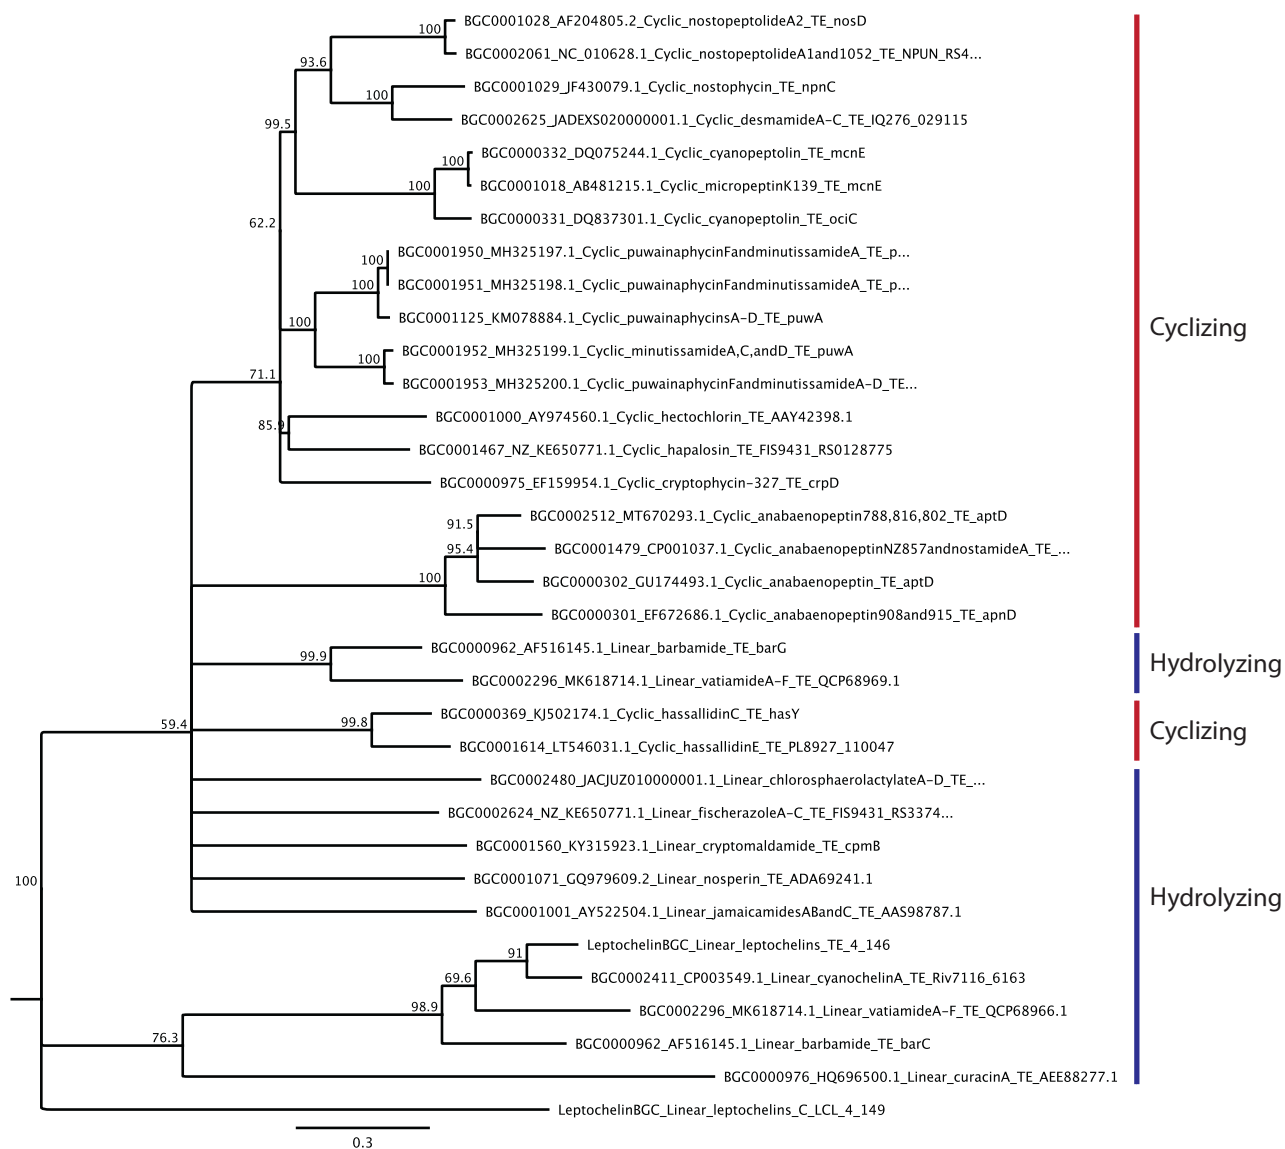 BGC0001028_AF204805.2_Cyclic_nostopeptolideA2_TE_nosD
100
BGC0002061_NC_010628.1_Cyclic_nostopeptolideA1and1052_TE_NPUN_RS4...
93.6
BGC0001029_JF430079.1_Cyclic_nostophycin_TE_npnC
100
BGC0002625_JADEXS020000001.1_Cyclic_desmamideA-C_TE_IQ276_029115
99.5
BGC0000332_DQ075244.1_Cyclic_cyanopeptolin_TE_mcnE
100
BGC0001018_AB481215.1_Cyclic_micropeptinK139_TE_mcnE
100
BGC0000331_DQ837301.1_Cyclic_cyanopeptolin_TE_ociC
62.2
BGC0001950_MH325197.1_Cyclic_puwainaphycinFandminutissamideA_TE_p...
100
BGC0001951_MH325198.1_Cyclic_puwainaphycinFandminutissamideA_TE_p...
100
BGC0001125_KM078884.1_Cyclic_puwainaphycinsA-D_TE_puwA
100
Cyclizing
BGC0001952_MH325199.1_Cyclic_minutissamideA,C,andD_TE_puwA
100
BGC0001953_MH325200.1_Cyclic_puwainaphycinFandminutissamideA-D_TE...
71.1
BGC0001000_AY974560.1_Cyclic_hectochlorin_TE_AAY42398.1
85.9
BGC0001467_NZ_KE650771.1_Cyclic_hapalosin_TE_FIS9431_RS0128775
BGC0000975_EF159954.1_Cyclic_cryptophycin-327_TE_crpD
BGC0002512_MT670293.1_Cyclic_anabaenopeptin788,816,802_TE_aptD
91.5
BGC0001479_CP001037.1_Cyclic_anabaenopeptinNZ857andnostamideA_TE_...
95.4
BGC0000302_GU174493.1_Cyclic_anabaenopeptin_TE_aptD
100
BGC0000301_EF672686.1_Cyclic_anabaenopeptin908and915_TE_apnD
BGC0000962_AF516145.1_Linear_barbamide_TE_barG
99.9
Hydrolyzing
BGC0002296_MK618714.1_Linear_vatiamideA-F_TE_QCP68969.1
BGC0000369_KJ502174.1_Cyclic_hassallidinC_TE_hasY
99.8
59.4
Cyclizing
BGC0001614_LT546031.1_Cyclic_hassallidinE_TE_PL8927_110047
BGC0002480_JACJUZ010000001.1_Linear_chlorosphaerolactylateA-D_TE_...
BGC0002624_NZ_KE650771.1_Linear_fischerazoleA-C_TE_FIS9431_RS3374...
BGC0001560_KY315923.1_Linear_cryptomaldamide_TE_cpmB
BGC0001071_GQ979609.2_Linear_nosperin_TE_ADA69241.1
100
Hydrolyzing
BGC0001001_AY522504.1_Linear_jamaicamidesABandC_TE_AAS98787.1
LeptochelinBGC_Linear_leptochelins_TE_4_146
91
BGC0002411_CP003549.1_Linear_cyanochelinA_TE_Riv7116_6163
69.6
BGC0002296_MK618714.1_Linear_vatiamideA-F_TE_QCP68966.1
98.9
BGC0000962_AF516145.1_Linear_barbamide_TE_barC
76.3
BGC0000976_HQ696500.1_Linear_curacinA_TE_AEE88277.1
LeptochelinBGC_Linear_leptochelins_C_LCL_4_149
0.3